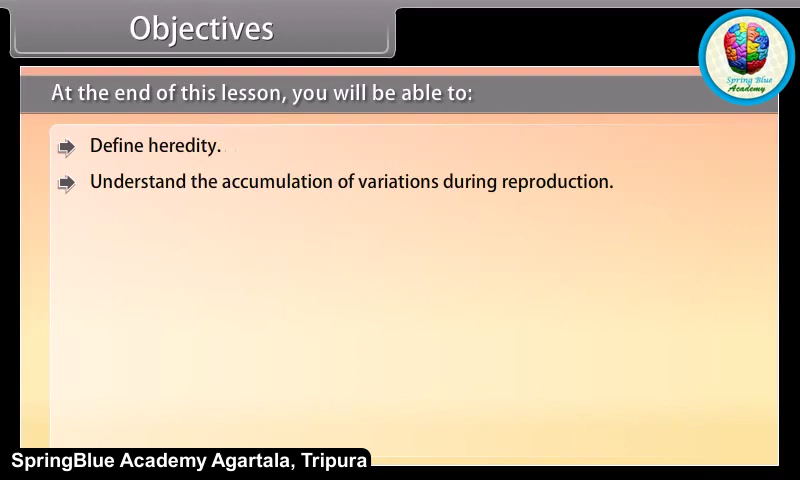 Objectives
Spring Blue
Academy
At the end of this lesson, you will be able to:
Define heredity.
Understand the accumulation of variations during reproduction.
SpringBlue Academy Agartala, Tripura